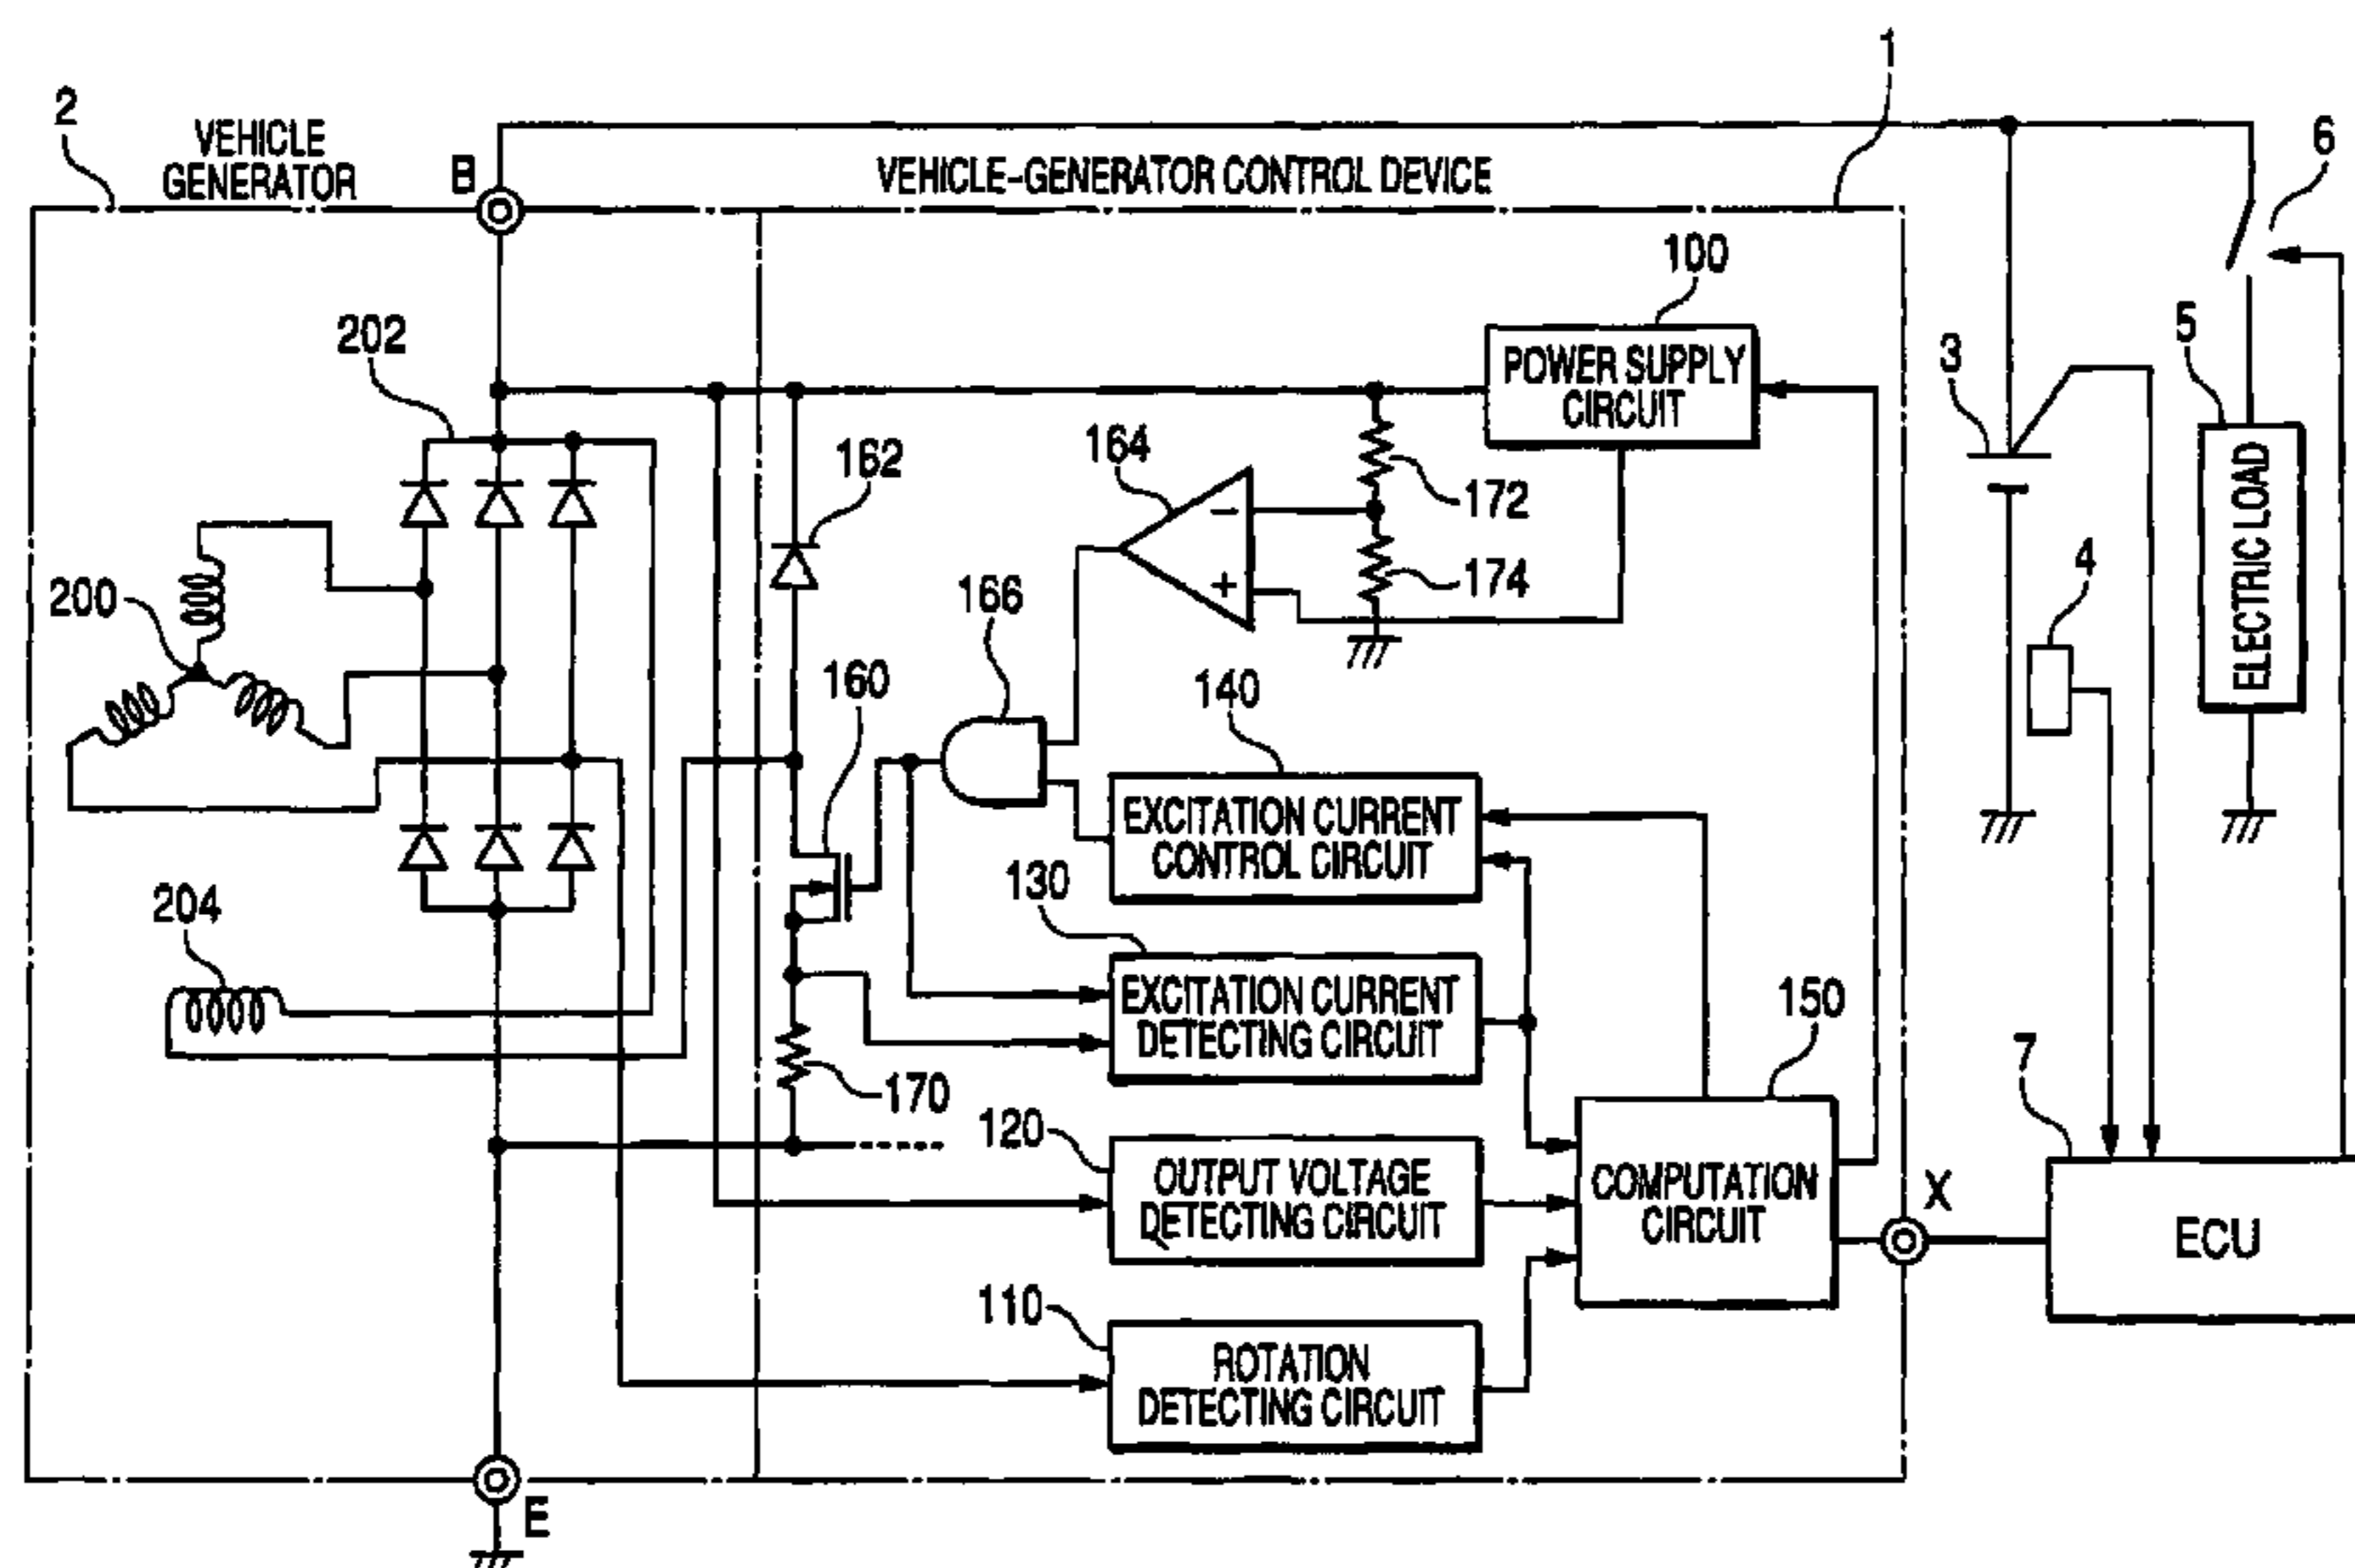 1
2
VEHICLE
GENERATOR
B
VEHICLE-GENERATOR CONTROL DEVICE
6
100
202
POWER SUPPLY
CIRCUIT
3
5
162
164
172
ELECTRIC LOAD
−
+
174
4
200
166
160
140
EXCITATION CURRENT
CONTROL CIRCUIT
130
204
EXCITATION CURRENT
DETECTING CIRCUIT
150
170
7
120
OUTPUT VOLTAGE
DETECTING CIRCUIT
COMPUTATION
CIRCUIT
X
ECU
110
ROTATION
DETECTING CIRCUIT
E